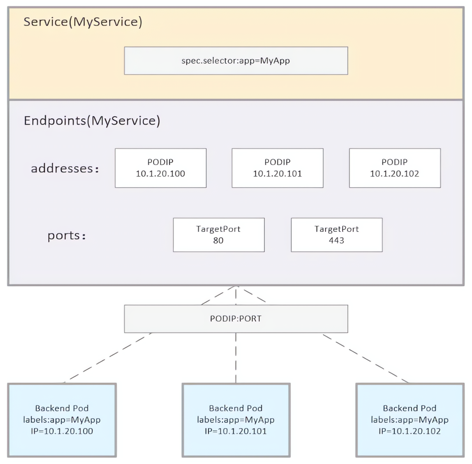 Service(MyService)
spec.selector:app=MyApp
Endpoints(MyService)
addresses:
PODIP
10.1.20.100
PODIP
10.1.20.101
PODIP
10.1.20.102
ports:
TargetPort
80
TargetPort
443
PODIP:PORT
Backend Pod
labels:app=MyApp
IP=10.1.20.100
Backend Pod
labels:app=MyApp
IP=10.1.20.101
Backend Pod
labels:app=MyApp
IP=10.1.20.102